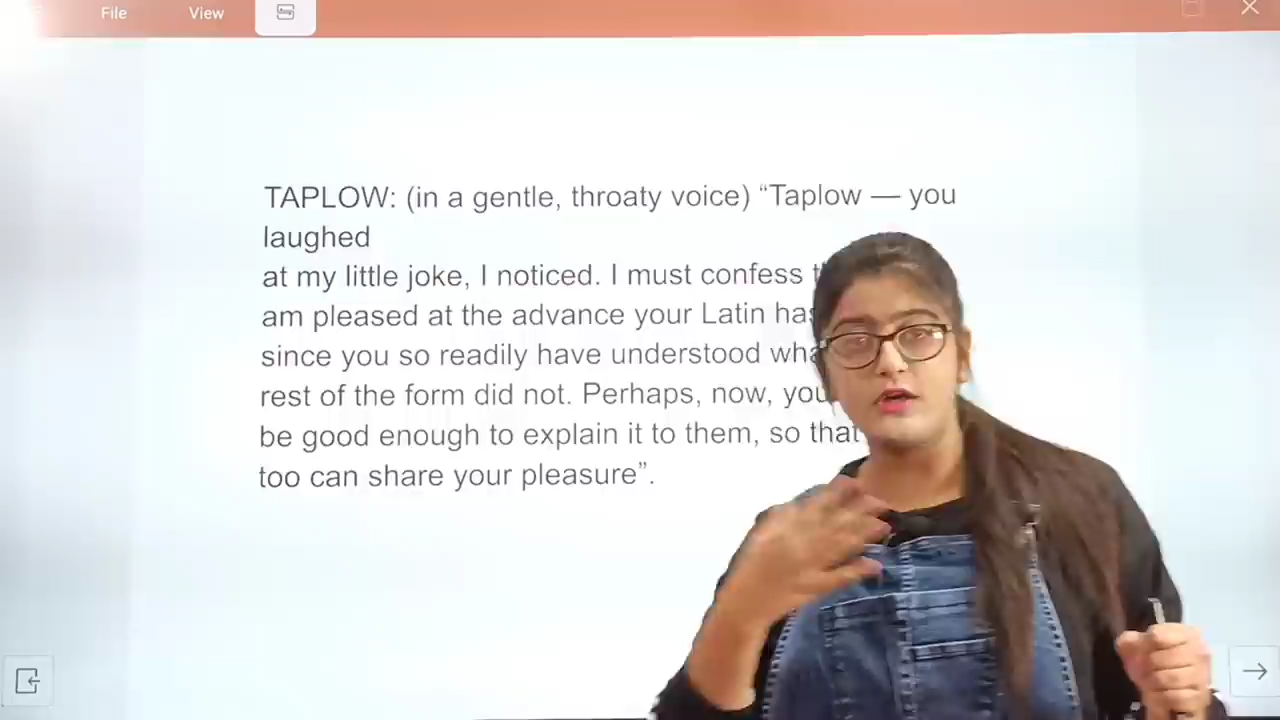 File View
TAPLOW: (in a gentle, throaty voice) “Taplow — you
laughed
at my little joke, I noticed. I must confess
am pleased at the advance your Latin
since you so readily have understood
rest of the form did not. Perhaps, now,
be good enough to explain it to them, so that
too can share your pleasure”.